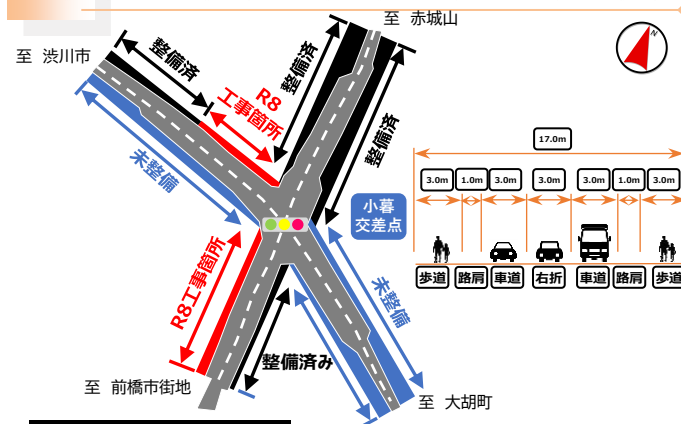 至 赤城山
N
至 渋川市
整備済
整備済
R8
工事箇所
整備済
17.0m
3.0m 1.0m 3.0m 3.0m 3.0m 1.0m 3.0m
未整備
小暮
交差点
歩道 路肩 車道 右折 車道 路肩 歩道
R8工事箇所
未整備
整備済み
至 前橋市街地
至 大胡町